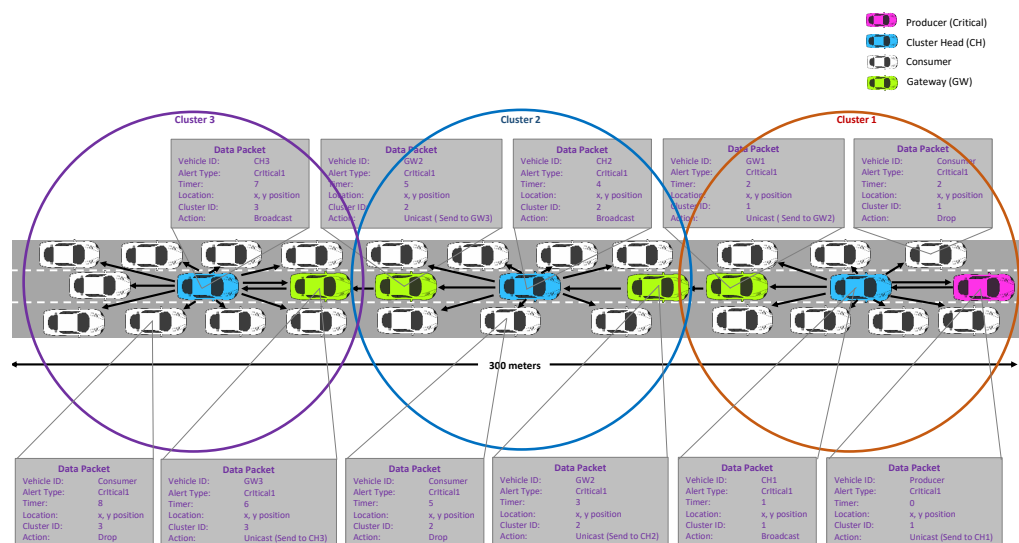 Producer (Critical)
Cluster Head (CH)
Consumer
Gateway (GW)
Cluster 3
Cluster 2
Cluster 1
Data Packet
Vehicle ID: CH3
Alert Type: Critical1
Timer: 7
Location: x, y position
Cluster ID: 3
Action: Broadcast
Data Packet
Vehicle ID: GW2
Alert Type: Critical1
Timer: 5
Location: x, y position
Cluster ID: 2
Action: Unicast ( Send to GW3)
Data Packet
Vehicle ID: CH2
Alert Type: Critical1
Timer: 4
Location: x, y position
Cluster ID: 2
Action: Broadcast
Data Packet
Vehicle ID: GW1
Alert Type: Critical1
Timer: 2
Location: x, y position
Cluster ID: 1
Action: Unicast ( Send to GW2)
Data Packet
Vehicle ID: Consumer
Alert Type: Critical1
Timer: 2
Location: x, y position
Cluster ID: 1
Action: Drop
300 meters
Data Packet
Vehicle ID: Consumer
Alert Type: Critical1
Timer: 8
Location: x, y position
Cluster ID: 3
Action: Drop
Data Packet
Vehicle ID: GW3
Alert Type: Critical1
Timer: 6
Location: x, y position
Cluster ID: 3
Action: Unicast (Send to CH3)
Data Packet
Vehicle ID: Consumer
Alert Type: Critical1
Timer: 5
Location: x, y position
Cluster ID: 2
Action: Drop
Data Packet
Vehicle ID: GW2
Alert Type: Critical1
Timer: 3
Location: x, y position
Cluster ID: 2
Action: Unicast (Send to CH2)
Data Packet
Vehicle ID: CH1
Alert Type: Critical1
Timer: 1
Location: x, y position
Cluster ID: 1
Action: Broadcast
Data Packet
Vehicle ID: Producer
Alert Type: Critical1
Timer: 0
Location: x, y position
Cluster ID: 1
Action: Unicast (Send to CH1)